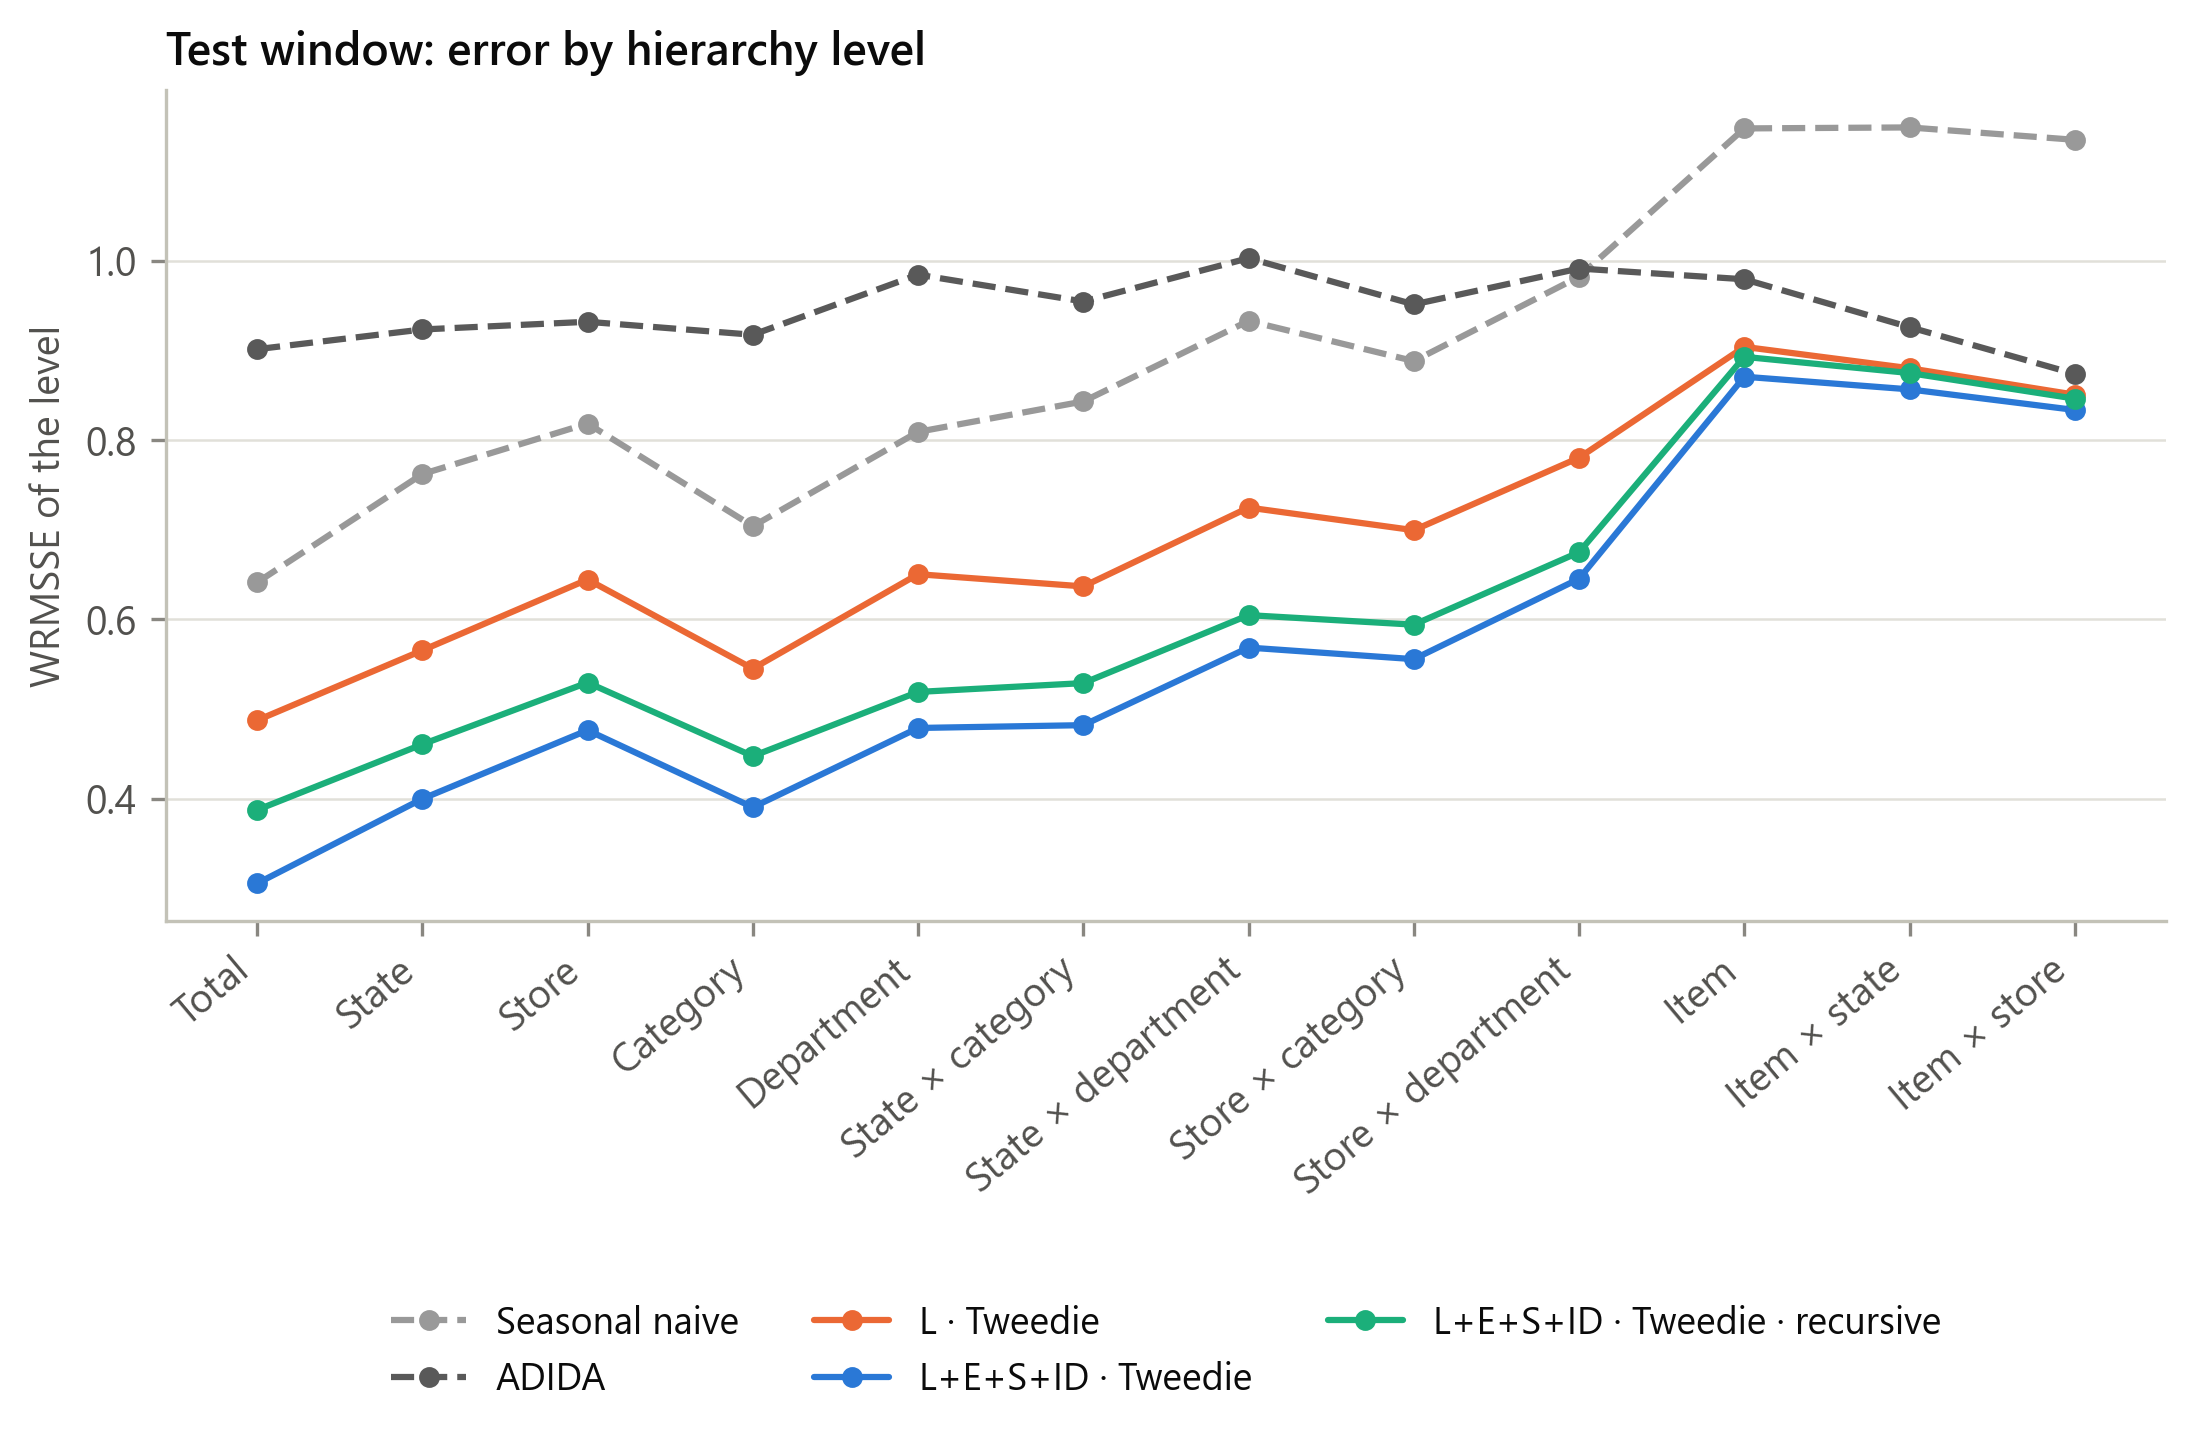 Test window: error by hierarchy level
WRMSSE of the level
1.0
0.8
0.6
0.4
Total
State
Store
Category
Department
State × category
State × department
Store × category
Store × department
Item
Item × state
Item × store
Seasonal naive
ADIDA
L · Tweedie
L+E+S+ID · Tweedie
L+E+S+ID · Tweedie · recursive